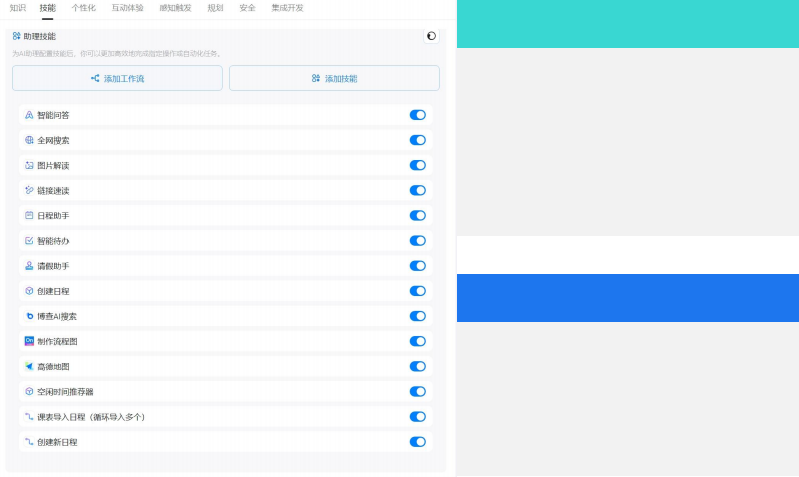 知识 技能 个性化 互动体验 感知触发 规划 安全 集成开发
助理技能
为AI助理配置技能后，你可以更加高效地完成指定操作或自动化任务。
添加工作流 添加技能
智能问答
全网搜索
图片解读
链接速读
日程助手
智能待办
请假助手
创建日程
博查AI搜索
制作流程图
高德地图
空闲时间推荐器
课表导入日程（循环导入多个）
创建新日程